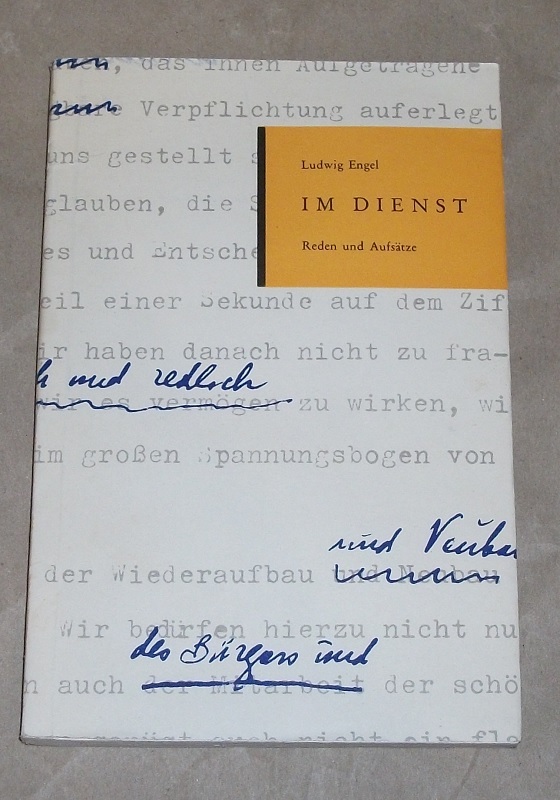 das Ihnen Aufgetragene
Verpflichtung auferlegt
uns gestellt s
Ludwig Engel
IM DIENST
Reden und Aufsätze
glauben, die S
es und Entsche
eil einer Sekunde auf dem Zif
ir haben danach nicht zu fra-
und redlich
wir es vermögen zu wirken, wi
im großen Spannungsbogen von
und Neubau
der Wiederaufbau und Neubau
Wir bedürfen hierzu nicht nu
des Bürgers und
n auch der Mitarbeit der schö